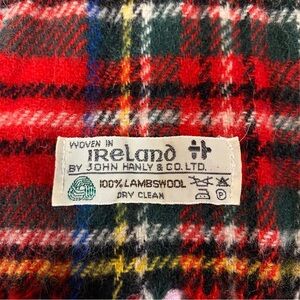 WOVEN IN
IRELAND
BY JOHN HANLY & CO. LTD.
100% LAMBSWOOL
DRY CLEAN
P